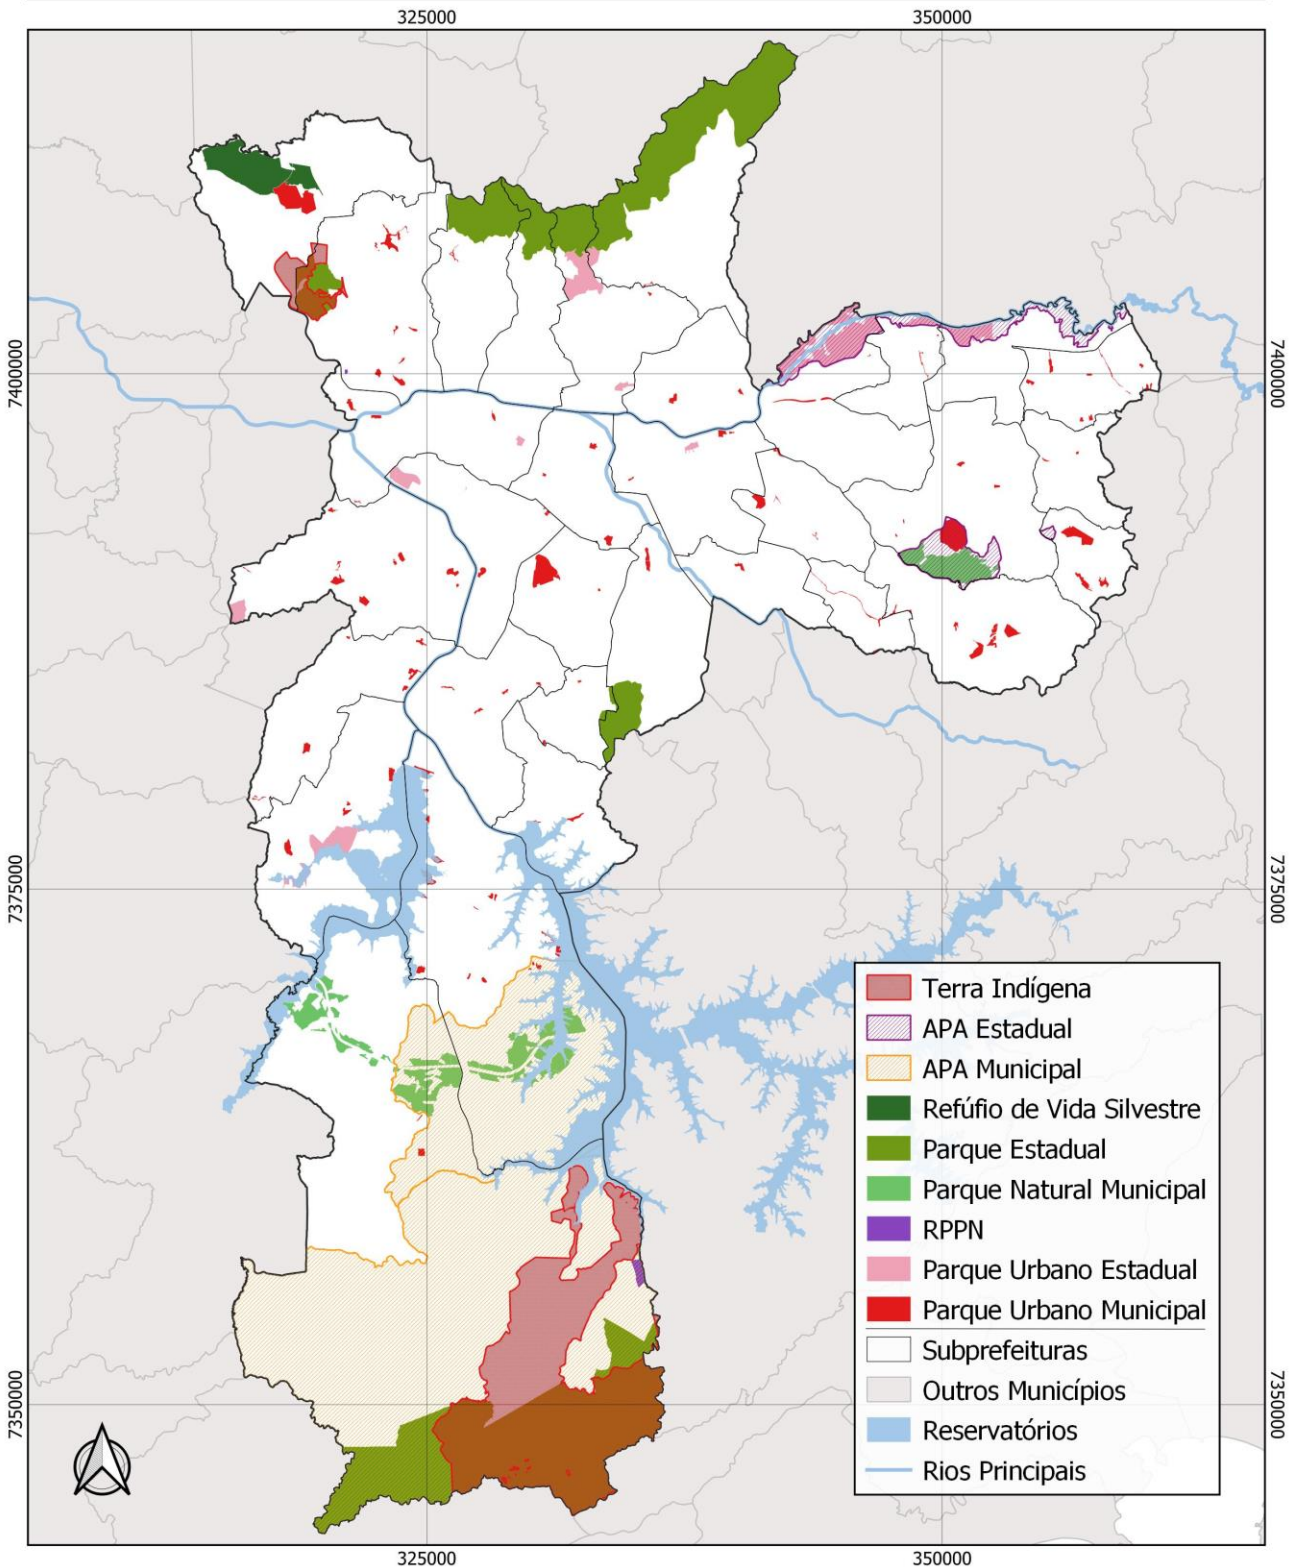 325000
350000
7400000
7400000
7375000
7375000
Terra Indígena
APA Estadual
APA Municipal
Refúfio de Vida Silvestre
Parque Estadual
Parque Natural Municipal
RPPN
Parque Urbano Estadual
Parque Urbano Municipal
Subprefeituras
Outros Municípios
Reservatórios
Rios Principais
7350000
7350000
325000
350000